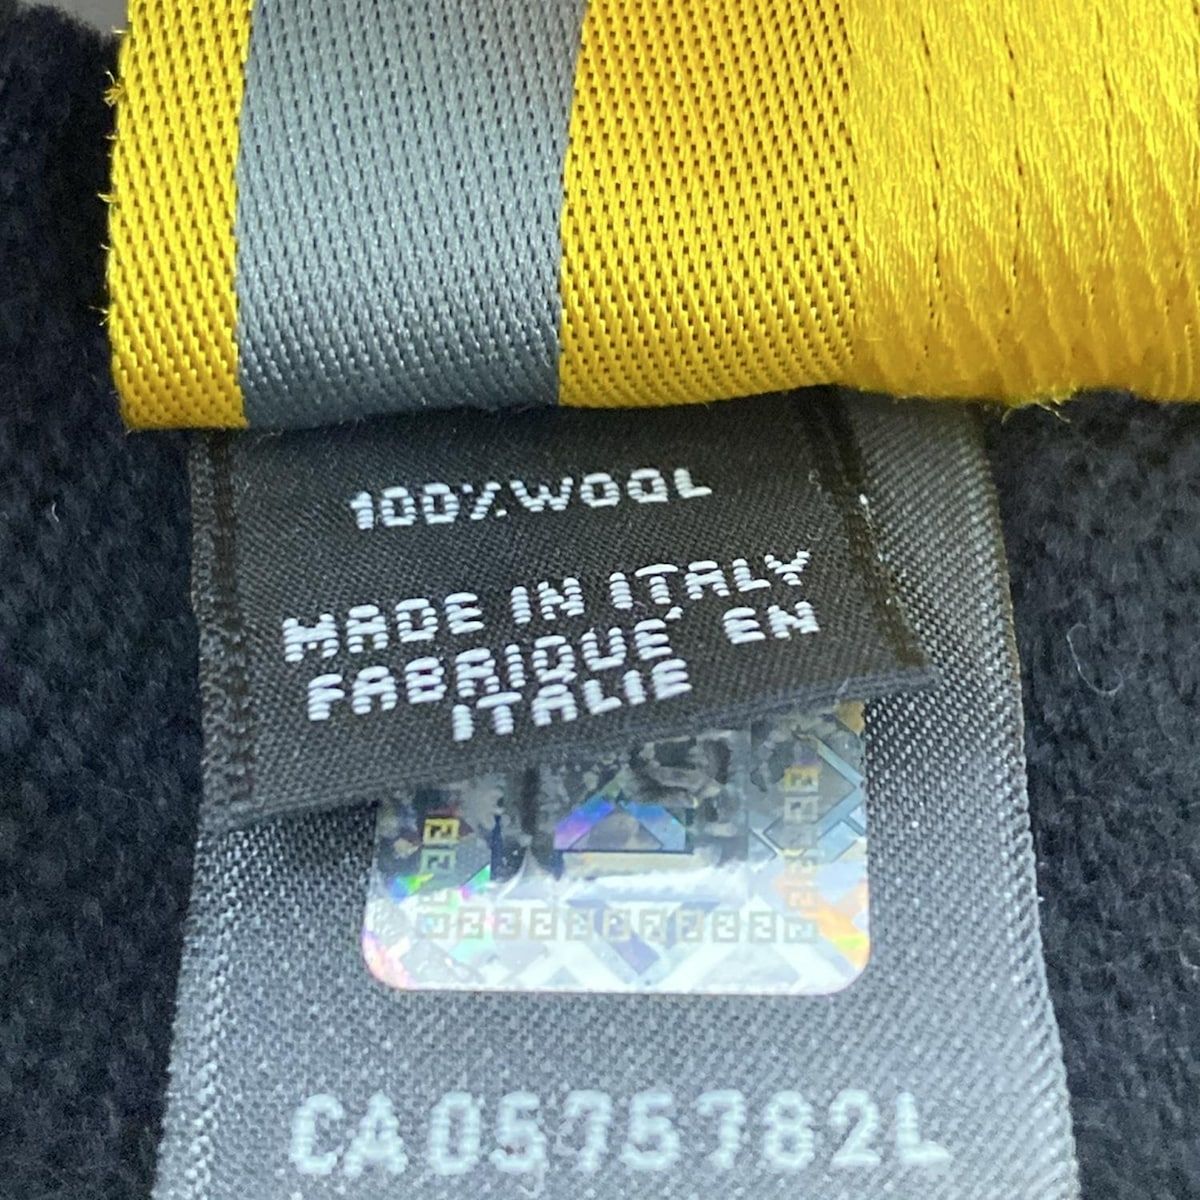 100%WOOL
MADE IN ITALY
FABRIQUÉ EN
ITALIE
CA0575782L